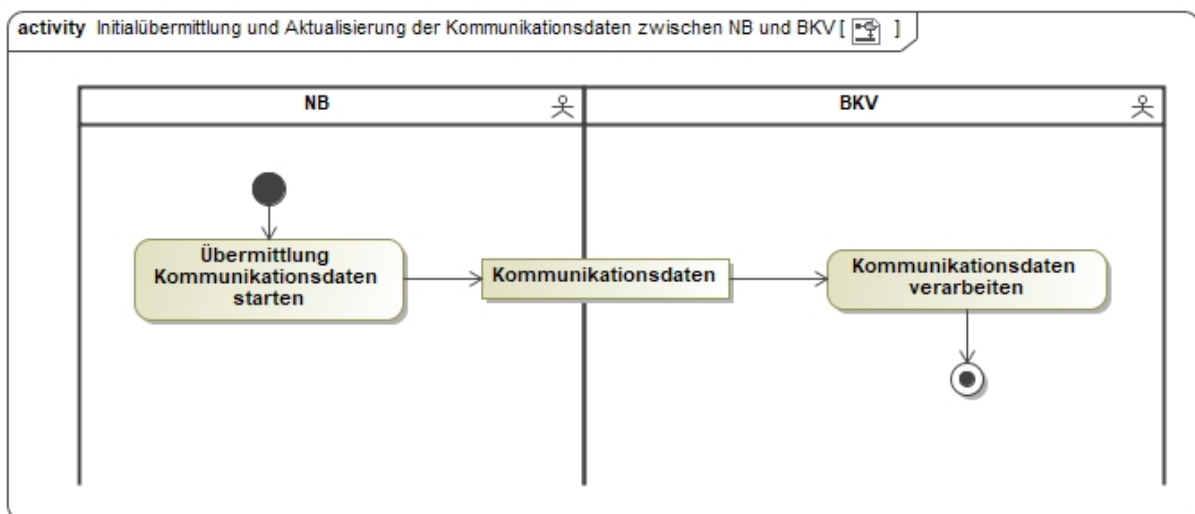 activity Initialübermittlung und Aktualisierung der Kommunikationsdaten zwischen NB und BKV [ ]
NB
BKV
Übermittlung
Kommunikationsdaten
starten
Kommunikationsdaten
Kommunikationsdaten
verarbeiten